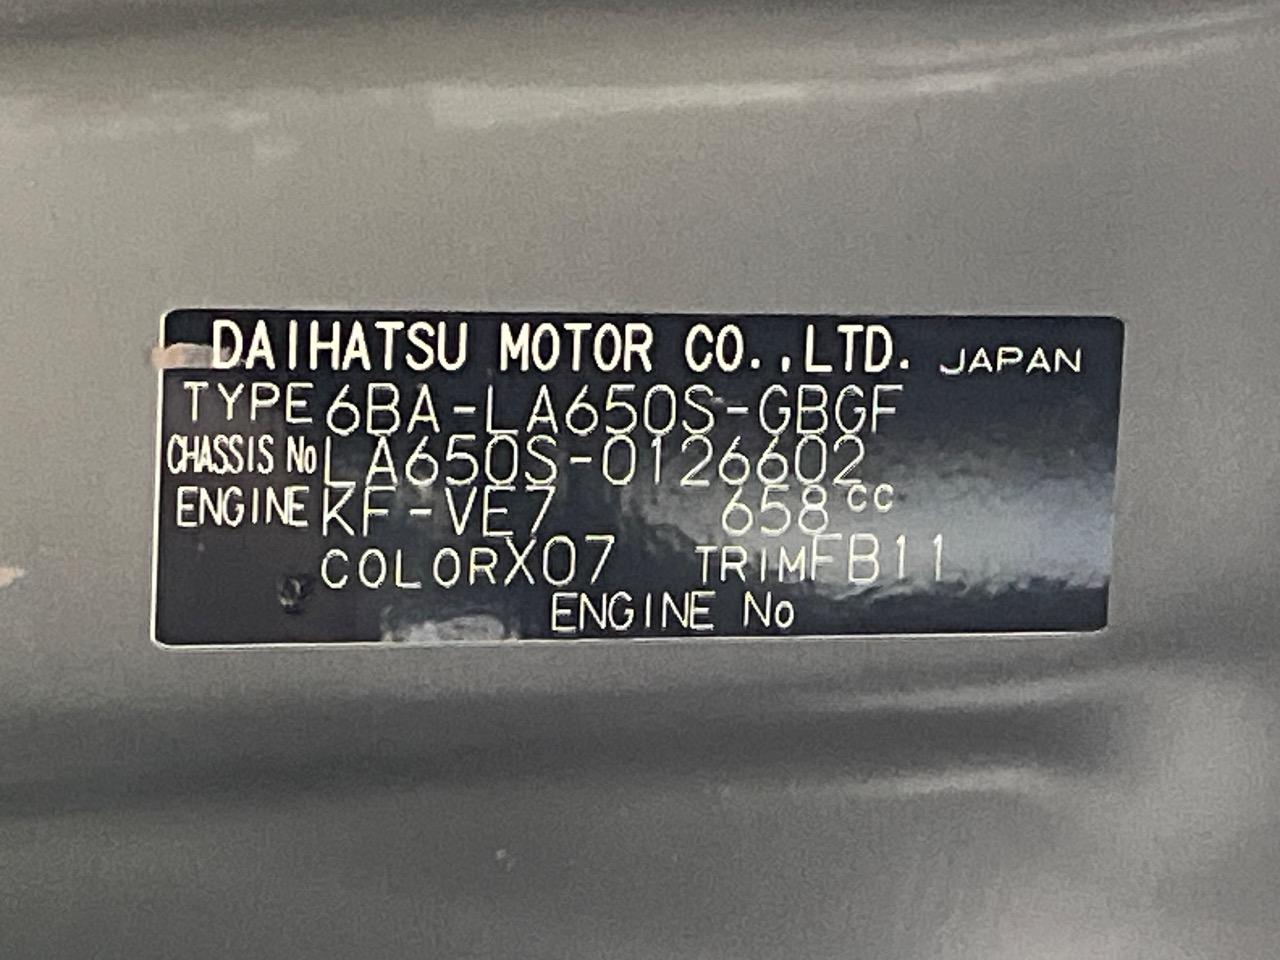 DAIHATSU MOTOR CO.,LTD. JAPAN
TYPE 6BA-LA650S-GBGF
CHASSIS No LA650S-0126602
ENGINE KF-VE7 658cc
COLOR X07 TRIM FB11
ENGINE No